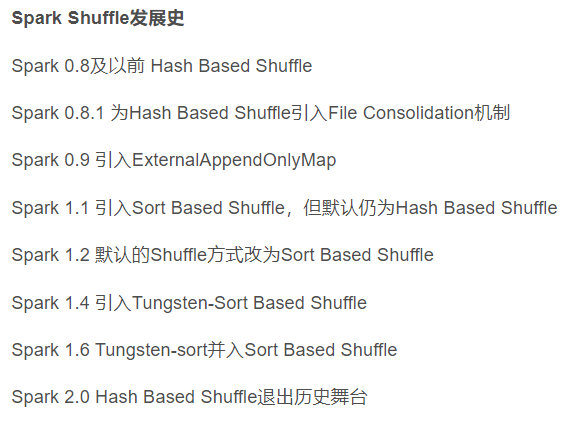 Spark Shuffle发展史
Spark 0.8及以前 Hash Based Shuffle
Spark 0.8.1 为Hash Based Shuffle引入File Consolidation机制
Spark 0.9 引入ExternalAppendOnlyMap
Spark 1.1 引入Sort Based Shuffle，但默认仍为Hash Based Shuffle
Spark 1.2 默认的Shuffle方式改为Sort Based Shuffle
Spark 1.4 引入Tungsten-Sort Based Shuffle
Spark 1.6 Tungsten-sort并入Sort Based Shuffle
Spark 2.0 Hash Based Shuffle退出历史舞台